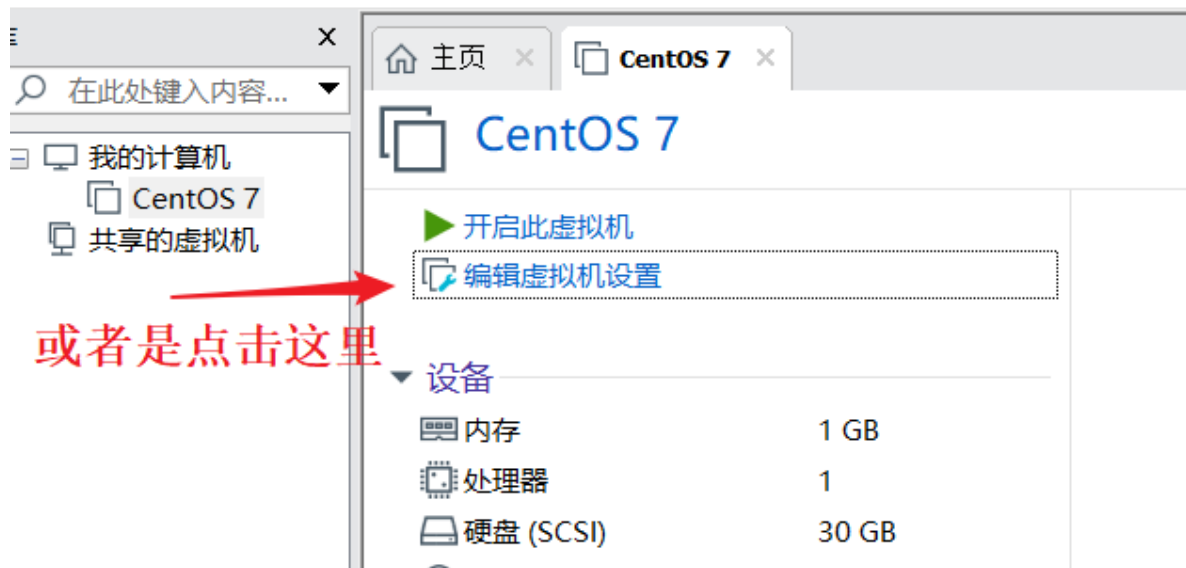 主页
CentOS 7
在此处键入内容...
CentOS 7
我的计算机
CentOS 7
共享的虚拟机
开启此虚拟机
编辑虚拟机设置
或者是点击这里
设备
内存 1 GB
处理器 1
硬盘 (SCSI) 30 GB